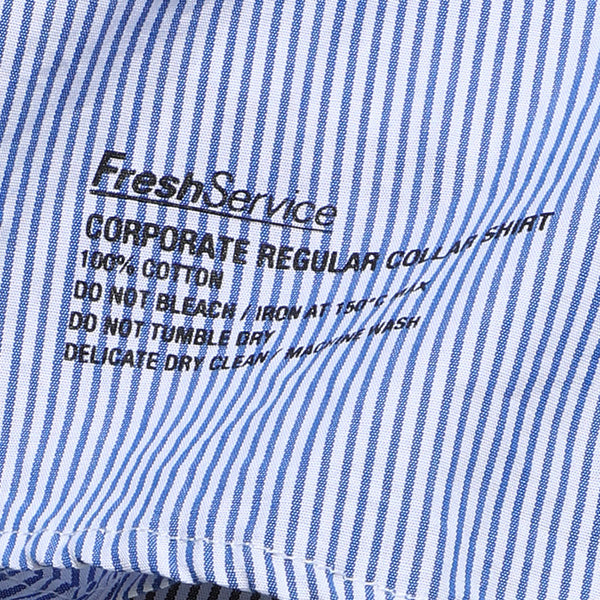 FreshService
CORPORATE REGULAR COLLAR SHIRT
100% COTTON
DO NOT BLEACH / IRON AT 150°C MAX
DO NOT TUMBLE DRY
DELICATE DRY CLEAN / MACHINE WASH